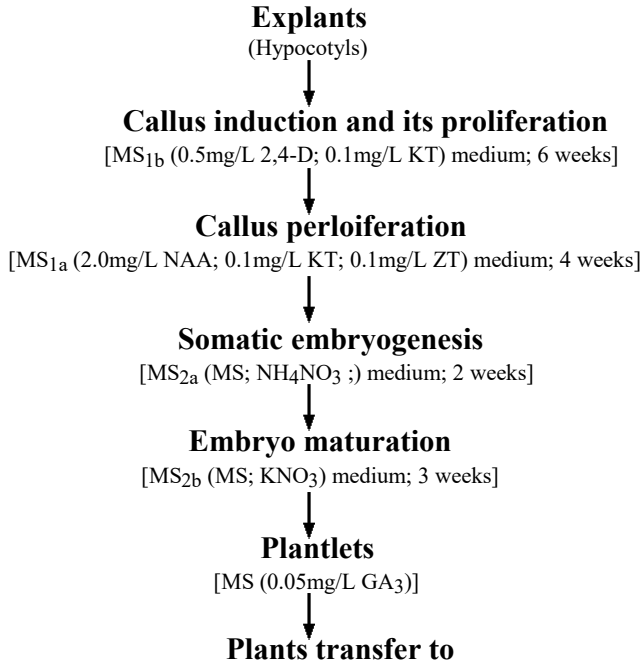 Explants
(Hypocotyls)
Callus induction and its proliferation
[MS1b (0.5mg/L 2,4-D; 0.1mg/L KT) medium; 6 weeks]
Callus perloiferation
[MS1a (2.0mg/L NAA; 0.1mg/L KT; 0.1mg/L ZT) medium; 4 weeks]
Somatic embryogenesis
[MS2a (MS; NH4NO3 ;) medium; 2 weeks]
Embryo maturation
[MS2b (MS; KNO3) medium; 3 weeks]
Plantlets
[MS (0.05mg/L GA3)]
Plants transfer to